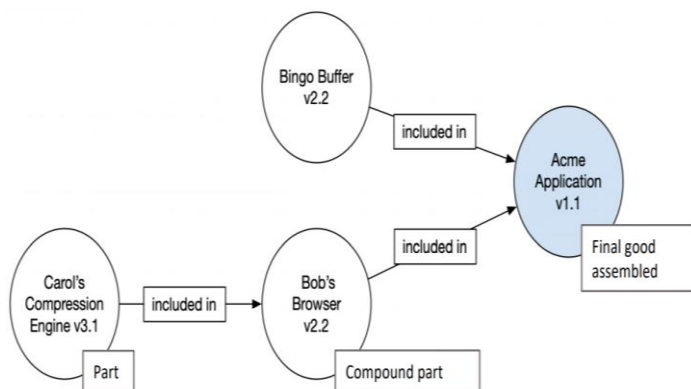 Bingo Buffer
v2.2
included in
Acme
Application
v1.1
Final good
assembled
included in
Carol's
Compression
Engine v3.1
included in
Bob's
Browser
v2.2
Part
Compound part